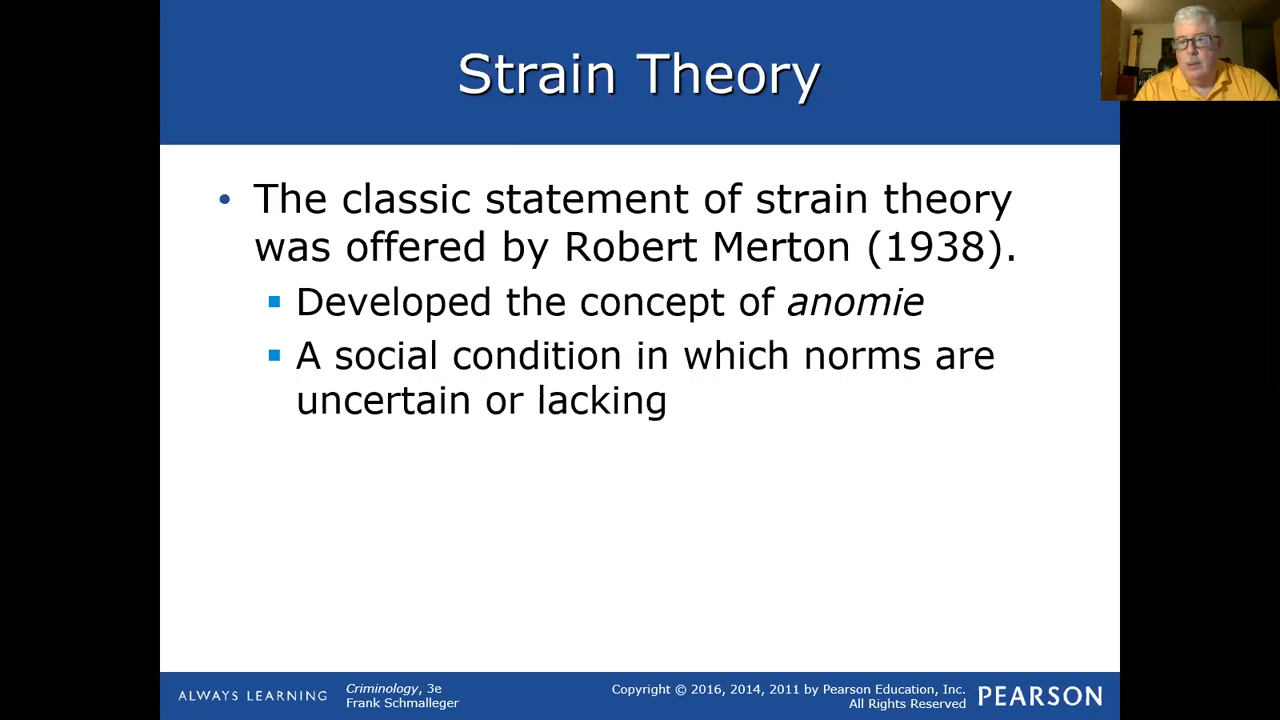 Strain Theory
• The classic statement of strain theory
was offered by Robert Merton (1938).
▪ Developed the concept of anomie
▪ A social condition in which norms are
uncertain or lacking
ALWAYS LEARNING
Criminology, 3e
Frank Schmalleger
Copyright © 2016, 2014, 2011 by Pearson Education, Inc.
All Rights Reserved
PEARSON